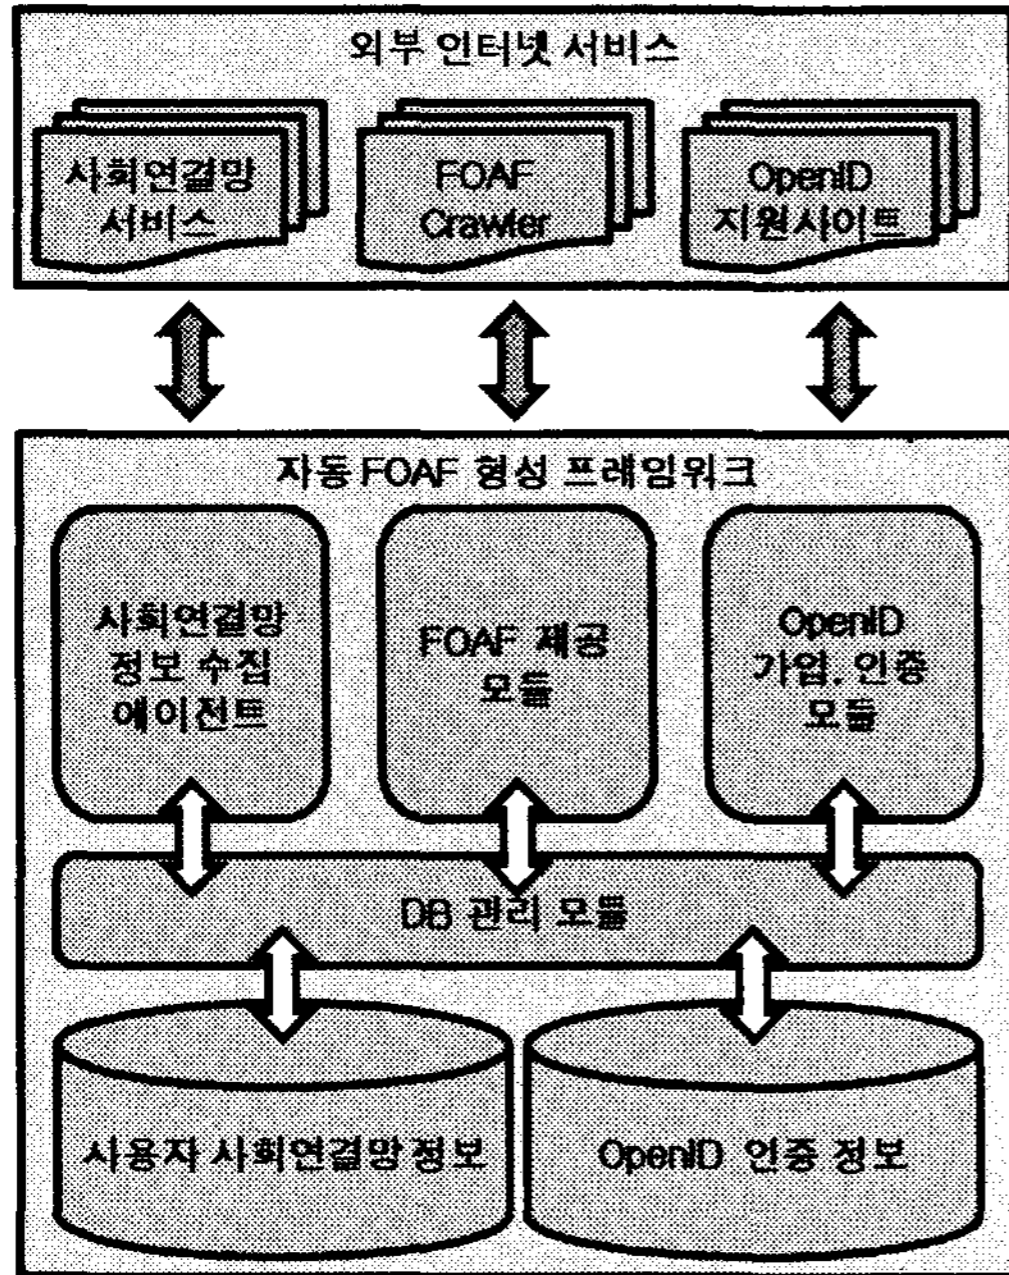 외부 인터넷 서비스
사회연결망
서비스
FOAF
Crawler
OpenID
지원사이트
자동 FOAF 형성 프레임워크
사회연결망
정보 수집
에이전트
FOAF 제공
모듈
OpenID
가입, 인증
모듈
DB 관리 모듈
사용자 사회연결망 정보
OpenID 인증 정보